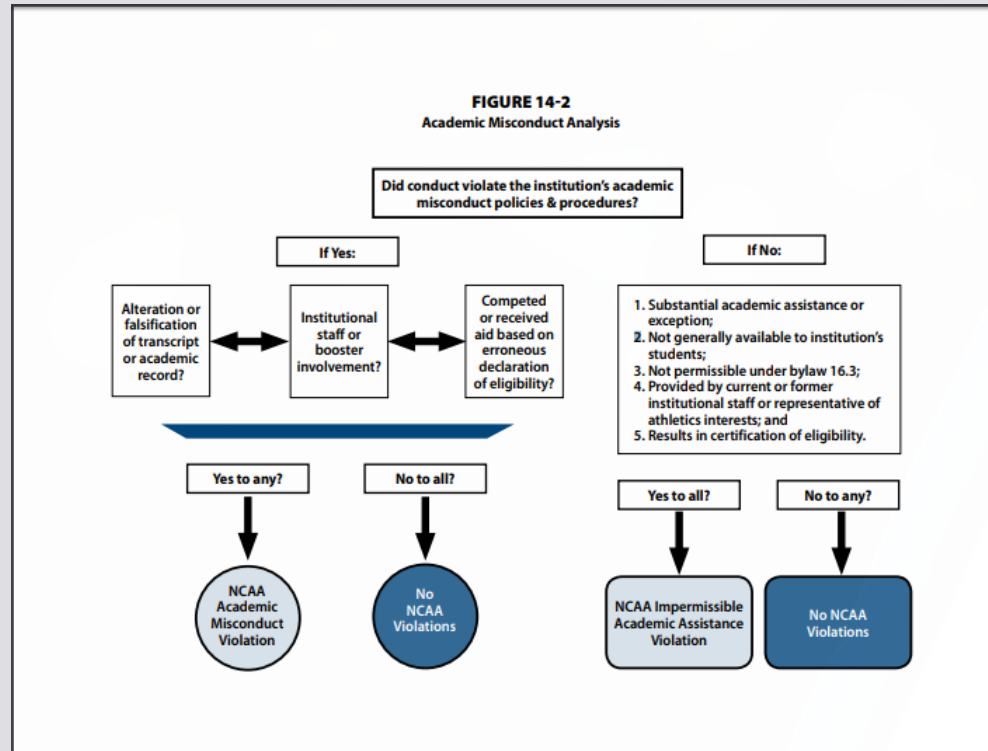 FIGURE 14-2
Academic Misconduct Analysis
Did conduct violate the institution's academic
misconduct policies & procedures?
If Yes:
Alteration or
falsification
of transcript
or academic
record?
Institutional
staff or
booster
involvement?
Competed
or received
aid based on
erroneous
declaration
of eligibility?
Yes to any?
No to all?
NCAA
Academic
Misconduct
Violation
No
NCAA
Violations
If No:
1. Substantial academic assistance or
exception;
2. Not generally available to institution's
students;
3. Not permissible under bylaw 16.3;
4. Provided by current or former
institutional staff or representative of
athletics interests; and
5. Results in certification of eligibility.
Yes to all?
No to any?
NCAA Impermissible
Academic Assistance
Violation
No NCAA
Violations